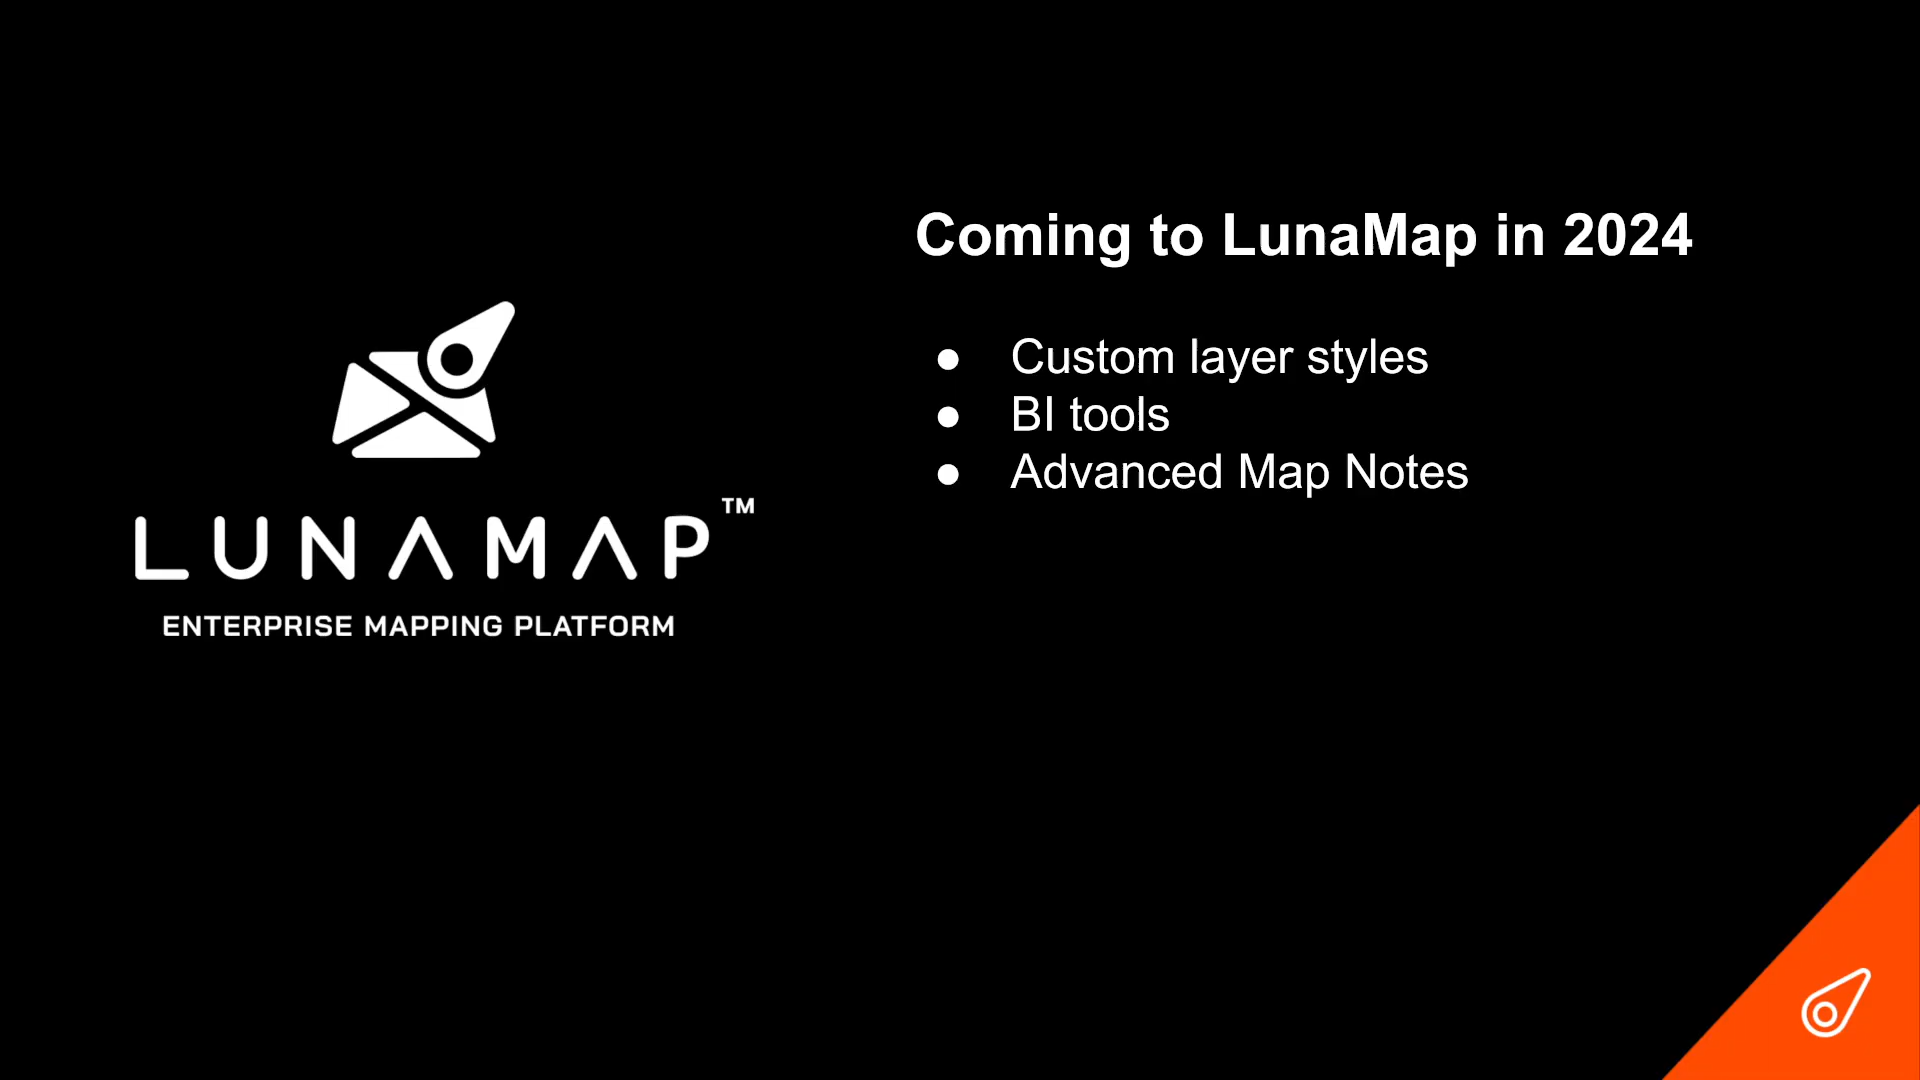 LUNAMAP™
ENTERPRISE MAPPING PLATFORM
Coming to LunaMap in 2024
● Custom layer styles
● BI tools
● Advanced Map Notes